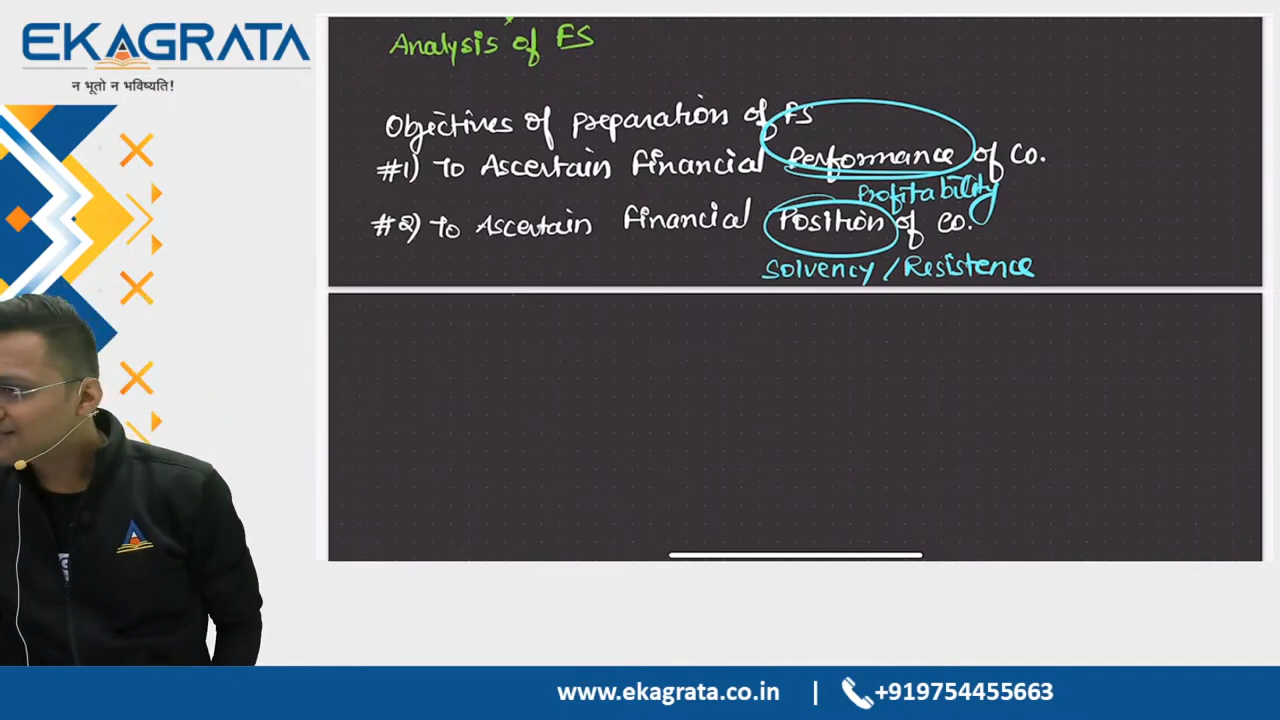 EKAGRATA
न भूतो न भविष्यति!
Analysis of FS
Objectives of preparation of FS
#1) To Ascertain Financial Performance of Co.
Profitability
#2) To Ascertain Financial Position of Co.
Solvency / Resistence
www.ekagrata.co.in | +919754455663